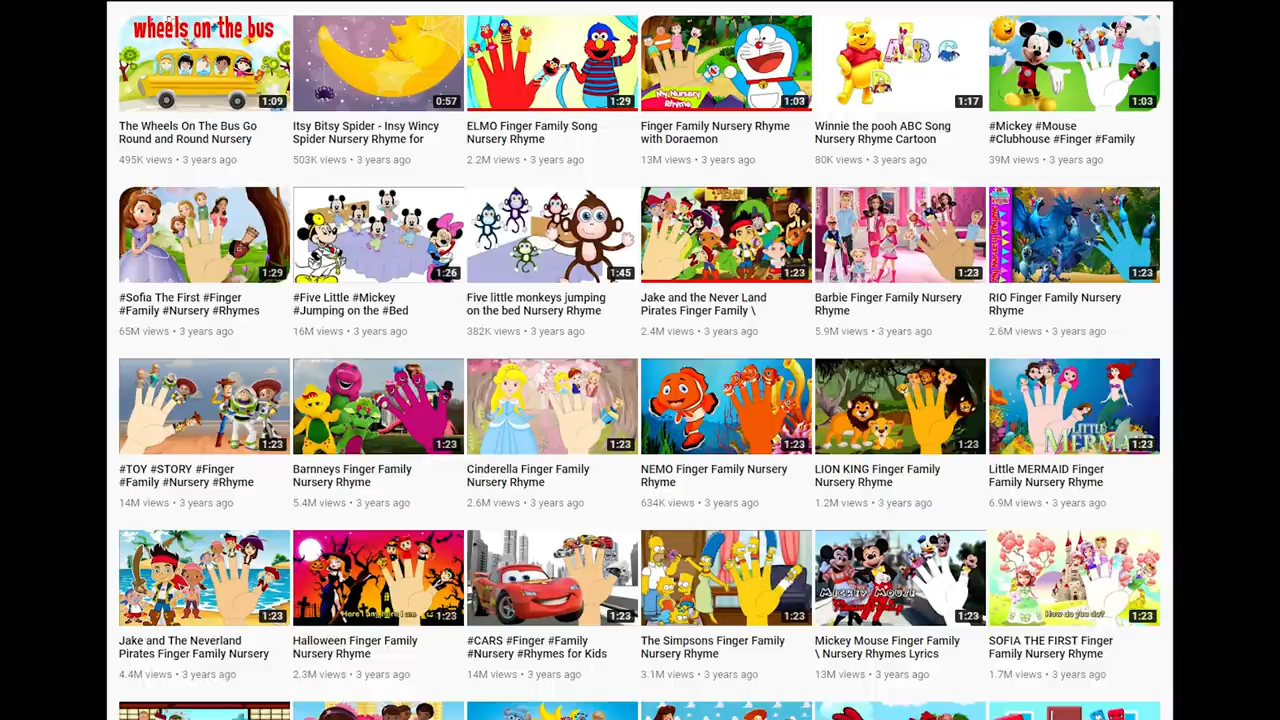 wheels on the bus
1:09
0:57
1:29
My Nursery
Rhyme
1:03
A B C
D
1:17
1:03
The Wheels On The Bus Go
Round and Round Nursery
495K views • 3 years ago
Itsy Bitsy Spider - Insy Wincy
Spider Nursery Rhyme for
503K views • 3 years ago
ELMO Finger Family Song
Nursery Rhyme
2.2M views • 3 years ago
Finger Family Nursery Rhyme
with Doraemon
13M views • 3 years ago
Winnie the pooh ABC Song
Nursery Rhyme Cartoon
80K views • 3 years ago
#Mickey #Mouse
#Clubhouse #Finger #Family
39M views • 3 years ago
1:29
1:26
1:45
1:23
1:23
1:23
#Sofia The First #Finger
#Family #Nursery #Rhymes
65M views • 3 years ago
#Five Little #Mickey
#Jumping on the #Bed
16M views • 3 years ago
Five little monkeys jumping
on the bed Nursery Rhyme
382K views • 3 years ago
Jake and the Never Land
Pirates Finger Family \
2.4M views • 3 years ago
Barbie Finger Family Nursery
Rhyme
5.9M views • 3 years ago
RIO Finger Family Nursery
Rhyme
2.6M views • 3 years ago
1:23
1:23
1:23
1:23
1:23
LITTLE
MERMA
1:23
#TOY #STORY #Finger
#Family #Nursery #Rhyme
14M views • 3 years ago
Barnneys Finger Family
Nursery Rhyme
5.4M views • 3 years ago
Cinderella Finger Family
Nursery Rhyme
2.6M views • 3 years ago
NEMO Finger Family Nursery
Rhyme
634K views • 3 years ago
LION KING Finger Family
Nursery Rhyme
1.2M views • 3 years ago
Little MERMAID Finger
Family Nursery Rhyme
6.9M views • 3 years ago
1:23
Here I am, here I am
1:23
1:23
1:23
MICKEY MOUSE
1:23
How do you do?
1:23
Jake and The Neverland
Pirates Finger Family Nursery
4.4M views • 3 years ago
Halloween Finger Family
Nursery Rhyme
2.3M views • 3 years ago
#CARS #Finger #Family
#Nursery #Rhymes for Kids
14M views • 3 years ago
The Simpsons Finger Family
Nursery Rhyme
3.1M views • 3 years ago
Mickey Mouse Finger Family
\ Nursery Rhymes Lyrics
13M views • 3 years ago
SOFIA THE FIRST Finger
Family Nursery Rhyme
1.7M views • 3 years ago